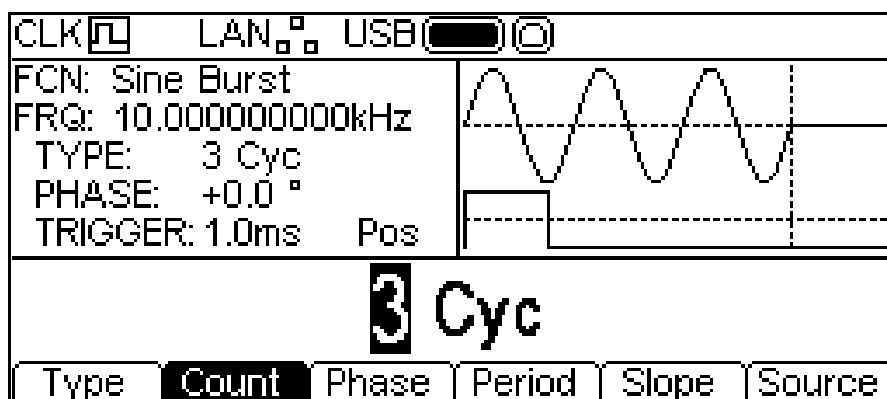 CLK LAN USB
FCN: Sine Burst
FRQ: 10.000000000kHz
TYPE: 3 Cyc
PHASE: +0.0 °
TRIGGER: 1.0ms Pos
3 Cyc
Type Count Phase Period Slope Source